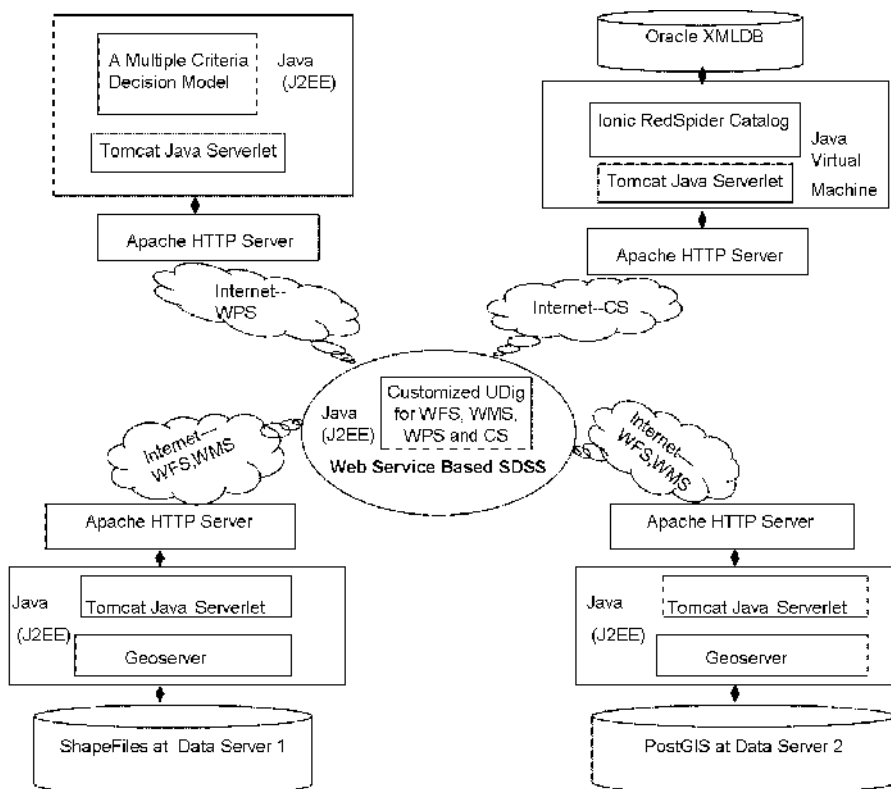 A Multiple Criteria
Decision Model
Java
(J2EE)
Tomcat Java Serverlet
Apache HTTP Server
Internet--
WPS
Oracle XMLDB
Ionic RedSpider Catalog
Java
Virtual
Machine
Tomcat Java Serverlet
Apache HTTP Server
Internet--CS
Customized UDig
for WFS, WMS,
WPS and CS
Java
(J2EE)
Web Service Based SDSS
Internet---
WFS,WMS
Apache HTTP Server
Java
(J2EE)
Tomcat Java Serverlet
Geoserver
ShapeFiles at Data Server 1
Internet---
WFS,WMS
Apache HTTP Server
Java
(J2EE)
Tomcat Java Serverlet
Geoserver
PostGIS at Data Server 2